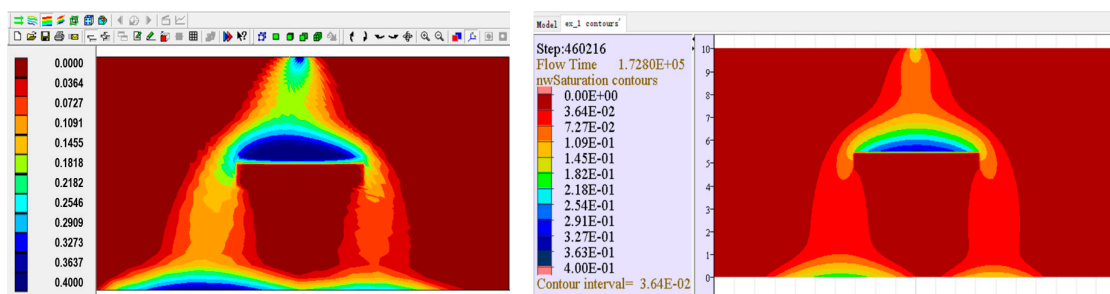 0.0000
0.0364
0.0727
0.1091
0.1455
0.1818
0.2182
0.2546
0.2909
0.3273
0.3637
0.4000
Model ex_1 contours*
Step:460216
Flow Time 1.7280E+05
nwSaturation contours
0.00E+00
3.64E-02
7.27E-02
1.09E-01
1.45E-01
1.82E-01
2.18E-01
2.54E-01
2.91E-01
3.27E-01
3.63E-01
4.00E-01
Contour interval= 3.64E-02
10
9
8
7
6
5
4
3
2
1
0